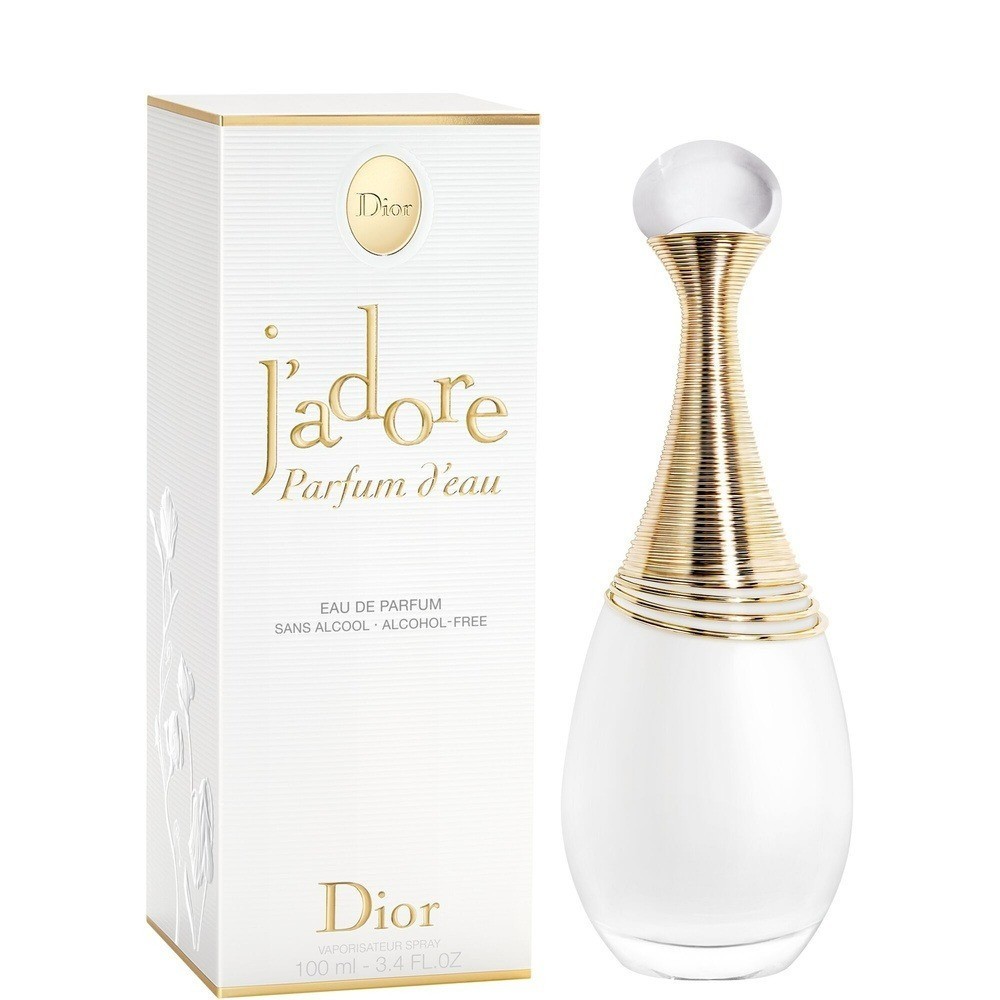 Dior
j'adore
Parfum d'eau
EAU DE PARFUM
SANS ALCOOL · ALCOHOL-FREE
Dior
VAPORISATEUR SPRAY
100 ml - 3.4 FL.OZ